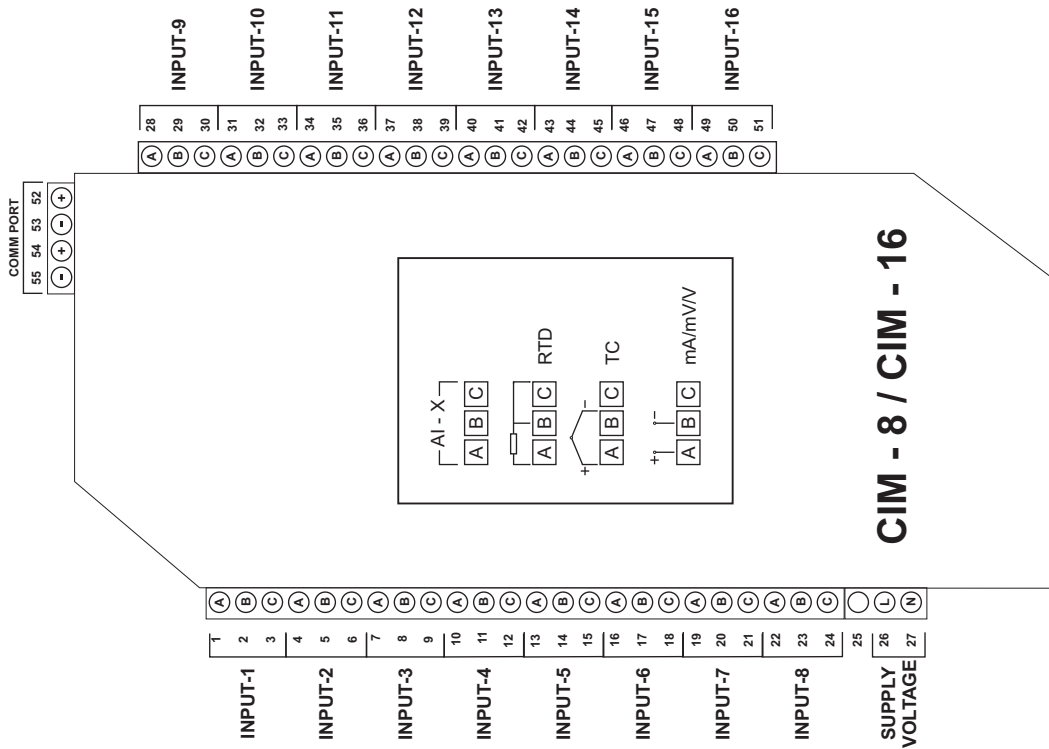 COMM PORT
55 54 53 52
- + - +
INPUT-9
28 29 30
A B C
INPUT-10
31 32 33
A B C
INPUT-11
34 35 36
A B C
INPUT-12
37 38 39
A B C
INPUT-13
40 41 42
A B C
INPUT-14
43 44 45
A B C
INPUT-15
46 47 48
A B C
INPUT-16
49 50 51
A B C
AI - X
A B C
A B C
RTD
+ -
A B C
TC
+ -
A B C
mA/mV/V
CIM - 8 / CIM - 16
A B C
1 2 3
INPUT-1
A B C
4 5 6
INPUT-2
A B C
7 8 9
INPUT-3
A B C
10 11 12
INPUT-4
A B C
13 14 15
INPUT-5
A B C
16 17 18
INPUT-6
A B C
19 20 21
INPUT-7
A B C
22 23 24
INPUT-8
L N
25 26 27
SUPPLY
VOLTAGE